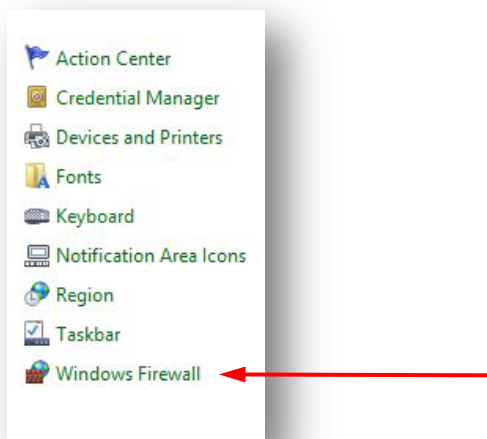 Action Center
Credential Manager
Devices and Printers
Fonts
Keyboard
Notification Area Icons
Region
Taskbar
Windows Firewall